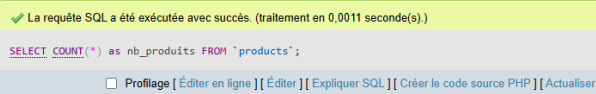 La requête SQL a été exécutée avec succès. (traitement en 0,0011 seconde(s).)
SELECT COUNT(*) as nb_produits FROM `products`;
Profilage [ Éditer en ligne ] [ Éditer ] [ Expliquer SQL ] [ Créer le code source PHP ] [ Actualiser